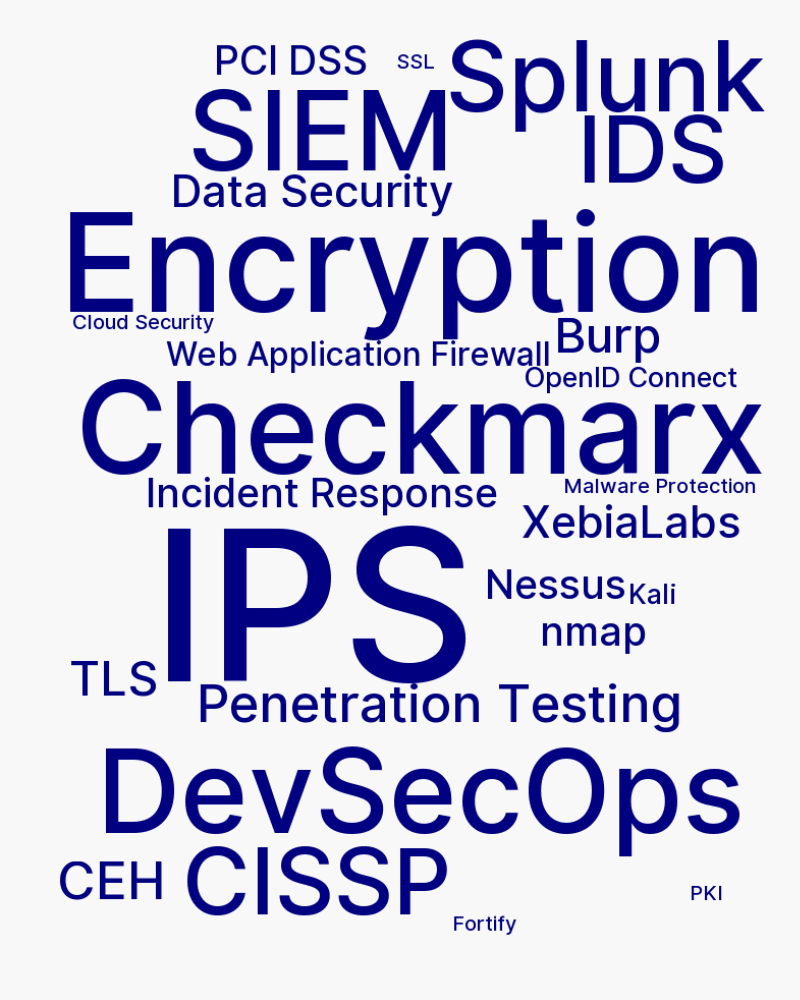 PCI DSS
SSL
Splunk
SIEM
IDS
Data Security
Encryption
Cloud Security
Burp
Web Application Firewall
OpenID Connect
Checkmarx
Incident Response
Malware Protection
XebiaLabs
IPS
Nessus
Kali
nmap
TLS
Penetration Testing
DevSecOps
CEH
CISSP
PKI
Fortify